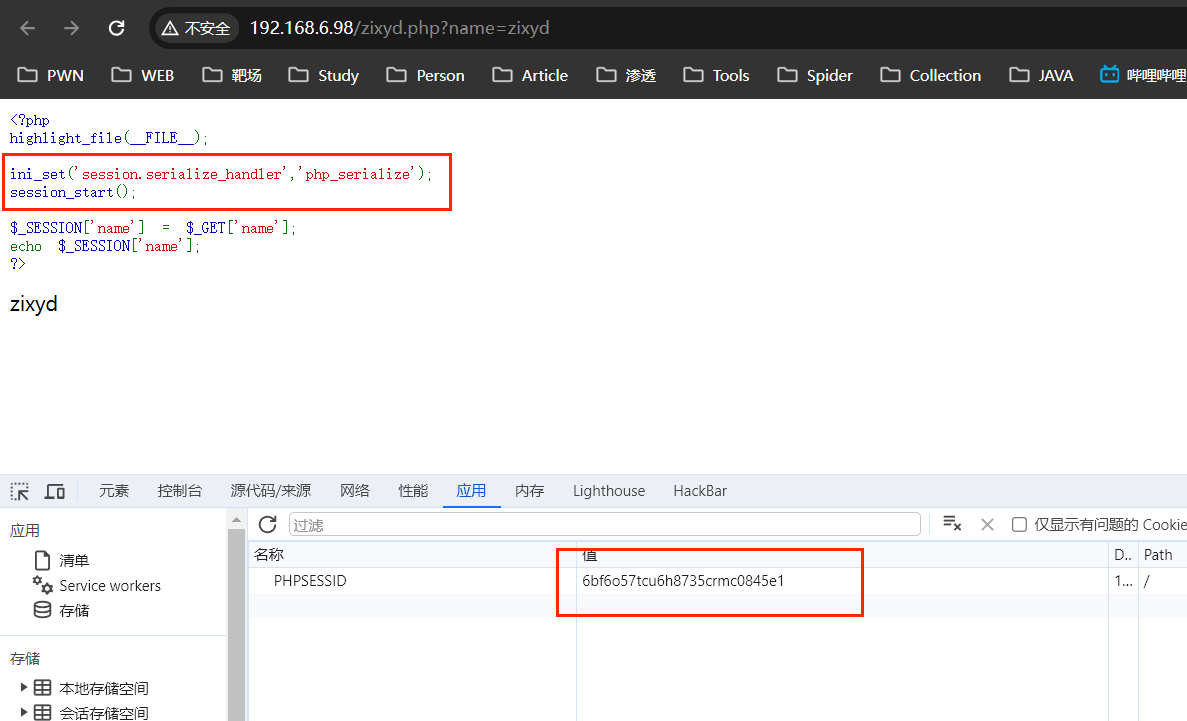 不安全 192.168.6.98/zixyd.php?name=zixyd
PWN WEB 靶场 Study Person Article 渗透 Tools Spider Collection JAVA 哔哩哔哩
<?php
highlight_file(__FILE__);
ini_set('session.serialize_handler','php_serialize');
session_start();
$_SESSION['name'] = $_GET['name'];
echo $_SESSION['name'];
?>
zixyd
元素 控制台 源代码/来源 网络 性能 应用 内存 Lighthouse HackBar
应用
过滤 仅显示有问题的 Cookie
名称 值 D.. Path
清单
PHPSESSID 6bf6o57tcu6h8735crmc0845e1 1... /
Service workers
存储
存储
本地存储空间
会话存储空间